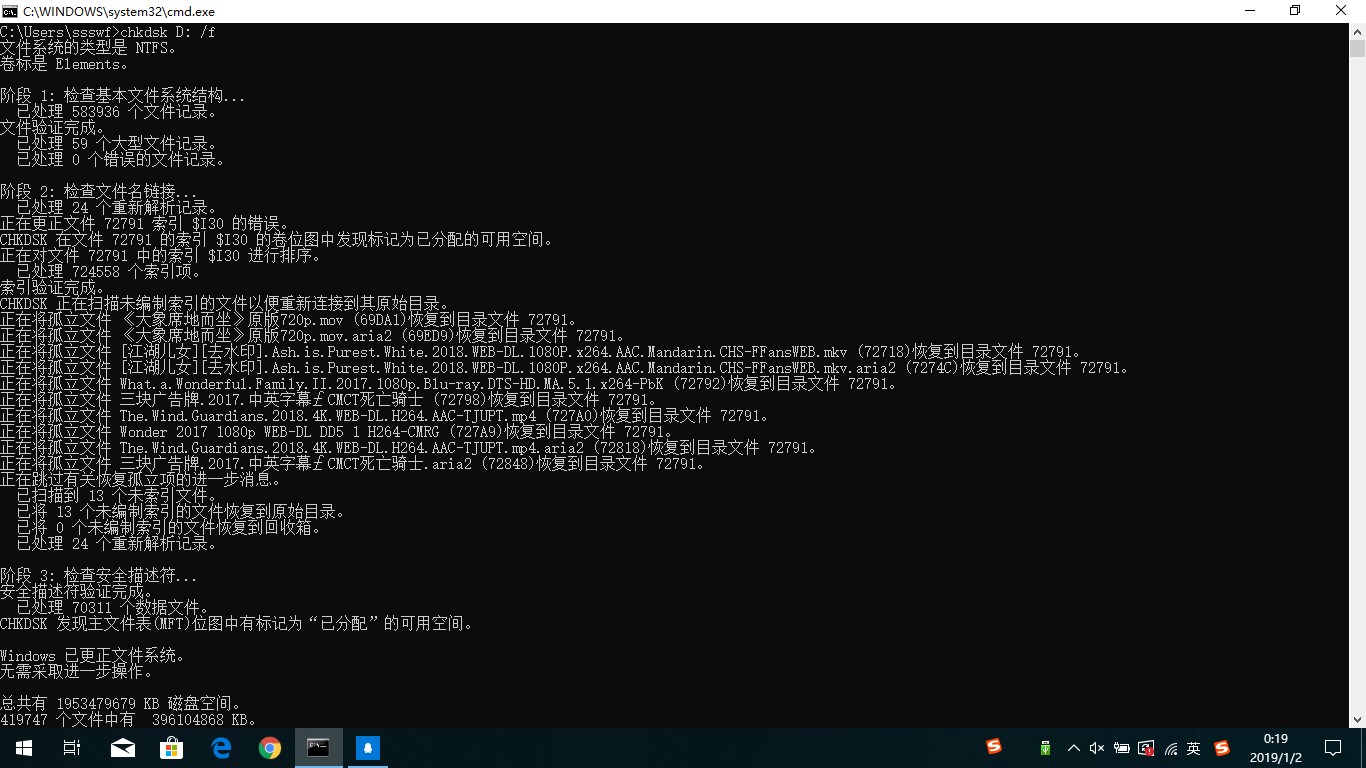 C:\WINDOWS\system32\cmd.exe
C:\Users\ssswf>chkdsk D: /f
文件系统的类型是 NTFS。
卷标是 Elements。
阶段 1: 检查基本文件系统结构...
已处理 583936 个文件记录。
文件验证完成。
已处理 59 个大型文件记录。
已处理 0 个错误的文件记录。
阶段 2: 检查文件名链接...
已处理 24 个重新解析记录。
正在更正文件 72791 索引 $I30 的错误。
CHKDSK 在文件 72791 的索引 $I30 的卷位图中发现标记为已分配的可用空间。
正在对文件 72791 中的索引 $I30 进行排序。
已处理 724558 个索引项。
索引验证完成。
CHKDSK 正在扫描未编制索引的文件以便重新连接到其原始目录。
正在将孤立文件 《大象席地而坐》原版720p.mov (69DA1)恢复到目录文件 72791。
正在将孤立文件 《大象席地而坐》原版720p.mov.aria2 (69ED9)恢复到目录文件 72791。
正在将孤立文件 [江湖儿女][去水印].Ash.is.Purest.White.2018.WEB-DL.1080P.x264.AAC.Mandarin.CHS-FFansWEB.mkv (72718)恢复到目录文件 72791。
正在将孤立文件 [江湖儿女][去水印].Ash.is.Purest.White.2018.WEB-DL.1080P.x264.AAC.Mandarin.CHS-FFansWEB.mkv.aria2 (7274C)恢复到目录文件 72791。
正在将孤立文件 What.a.Wonderful.Family.II.2017.1080p.Blu-ray.DTS-HD.MA.5.1.x264-PbK (72792)恢复到目录文件 72791。
正在将孤立文件 三块广告牌.2017.中英字幕￡CMCT死亡骑士 (72798)恢复到目录文件 72791。
正在将孤立文件 The.Wind.Guardians.2018.4K.WEB-DL.H264.AAC-TJUPT.mp4 (727A0)恢复到目录文件 72791。
正在将孤立文件 Wonder 2017 1080p WEB-DL DD5 1 H264-CMRG (727A9)恢复到目录文件 72791。
正在将孤立文件 The.Wind.Guardians.2018.4K.WEB-DL.H264.AAC-TJUPT.mp4.aria2 (72818)恢复到目录文件 72791。
正在将孤立文件 三块广告牌.2017.中英字幕￡CMCT死亡骑士.aria2 (72848)恢复到目录文件 72791。
正在跳过有关恢复孤立项的进一步消息。
已扫描到 13 个未索引文件。
已将 13 个未编制索引的文件恢复到原始目录。
已将 0 个未编制索引的文件恢复到回收箱。
已处理 24 个重新解析记录。
阶段 3: 检查安全描述符...
安全描述符验证完成。
已处理 70311 个数据文件。
CHKDSK 发现主文件表(MFT)位图中有标记为“已分配”的可用空间。
Windows 已更正文件系统。
无需采取进一步操作。
总共有 1953479679 KB 磁盘空间。
419747 个文件中有  396104868 KB。
英
0:19
2019/1/2